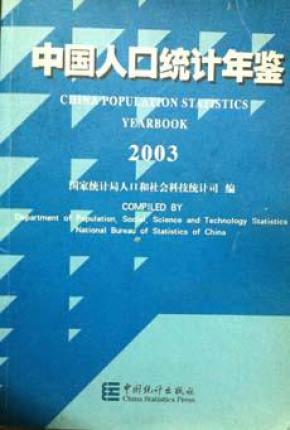 中国人口统计年鉴
CHINA POPULATION STATISTICS
YEARBOOK
2003
国家统计局人口和社会科技统计司 编
COMPILED BY
Department of Population, Social, Science and Technology Statistics
National Bureau of Statistics of China
中国统计出版社
China Statistics Press